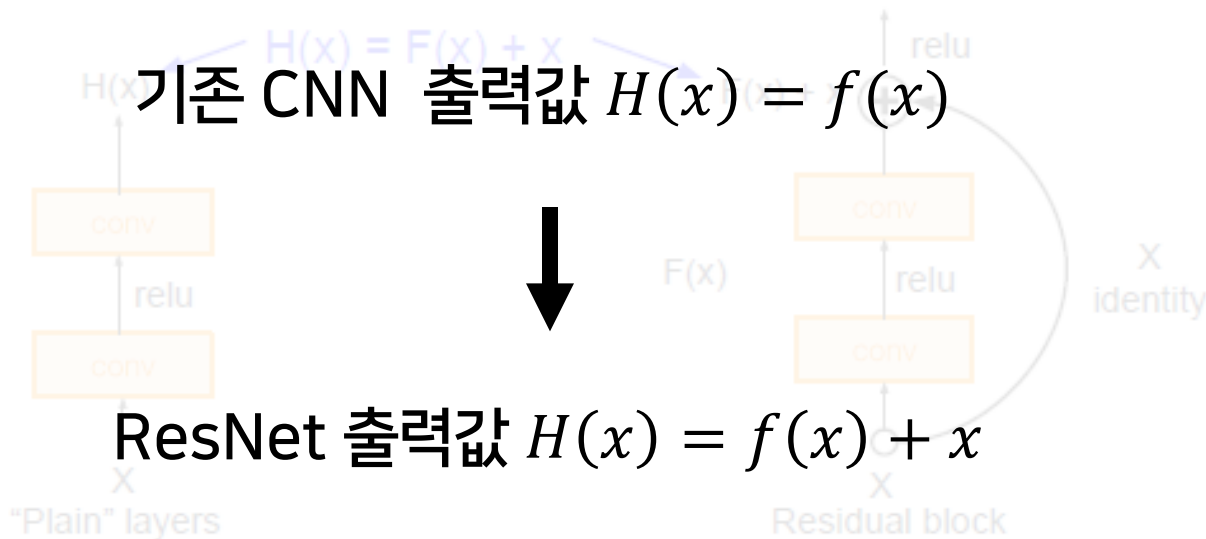 H(x) = F(x) + x
relu
H(x)
기존 CNN 출력값 H(x) = f(x)
conv
conv
relu
F(x)
relu
X
identity
conv
conv
ResNet 출력값 H(x) = f(x) + x
X
X
“Plain” layers
Residual block